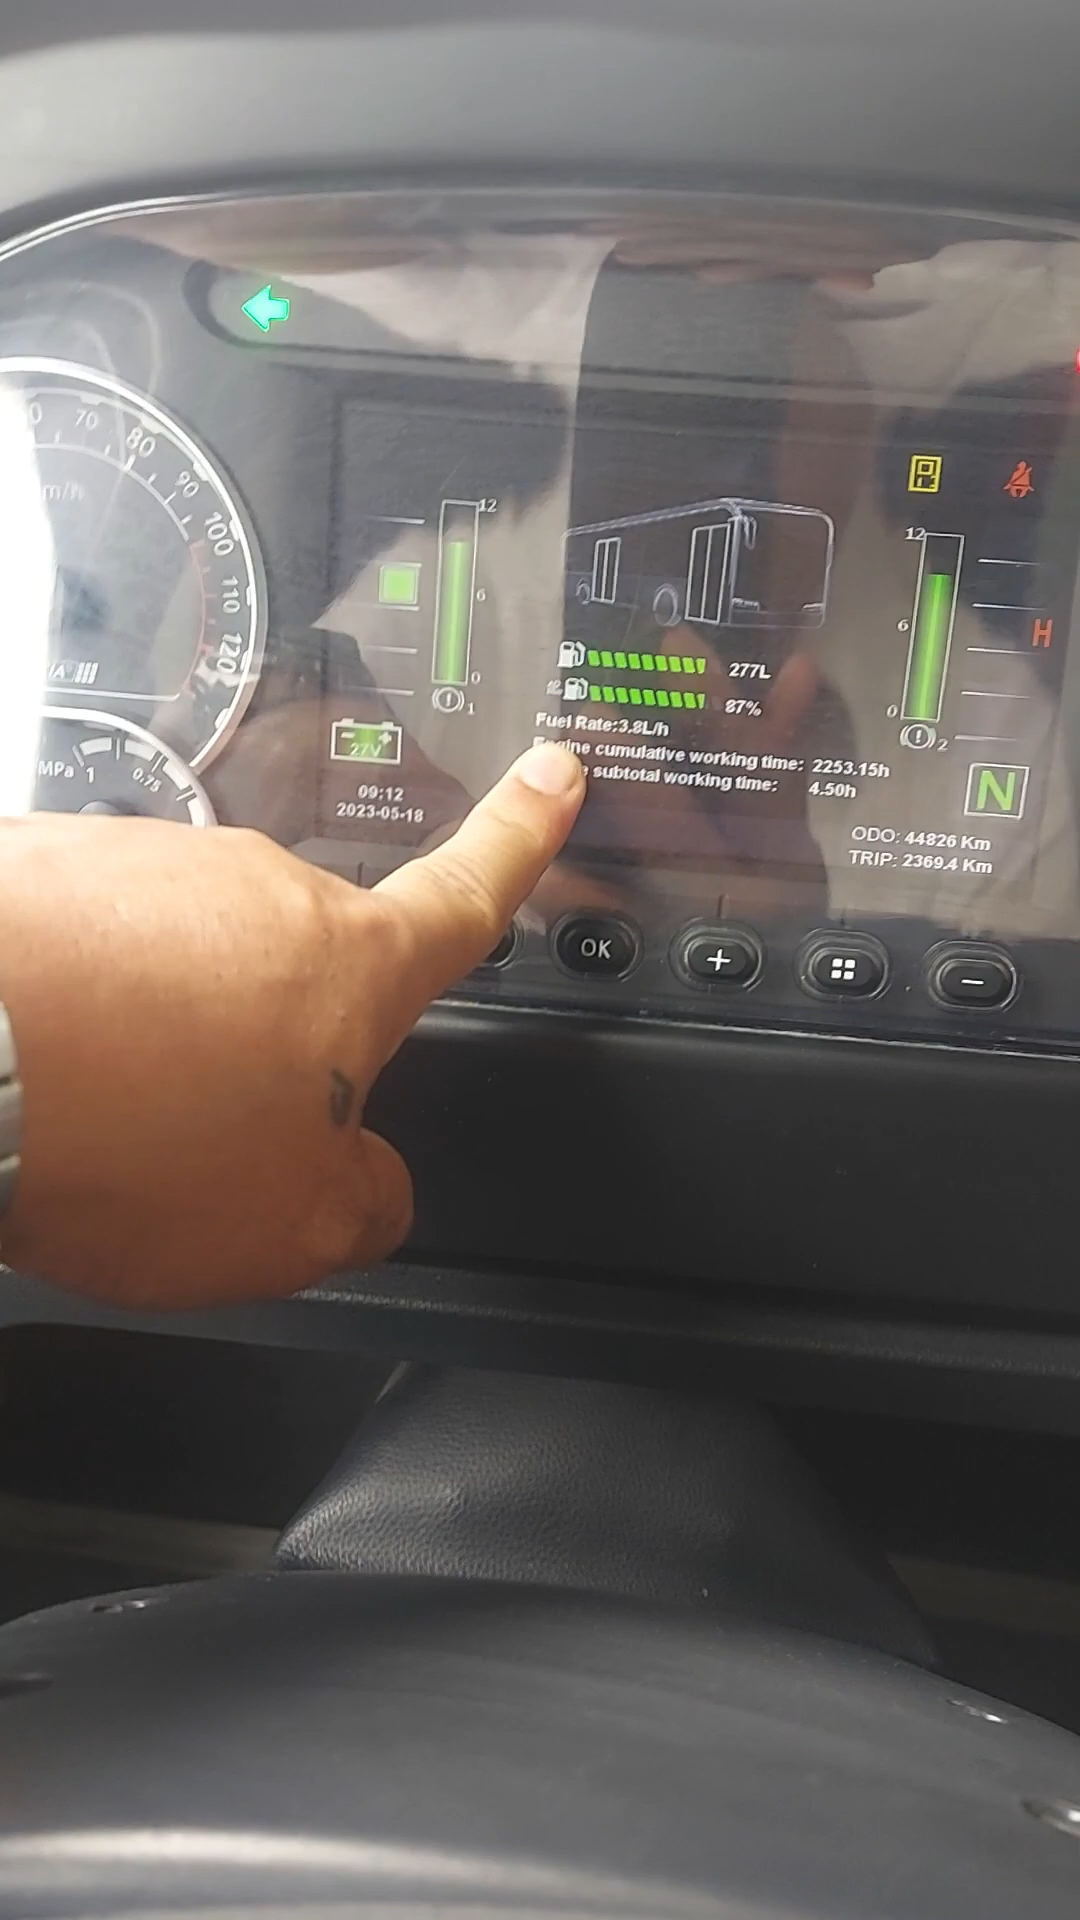 70
80
90
100
110
120
12
6
0
1
12
6
0
2
H
277L
87%
Fuel Rate:3.8L/h
Engine cumulative working time: 2253.15h
subtotal working time: 4.50h
27V
09:12
2023-05-18
N
ODO: 44826 Km
TRIP: 2369.4 Km
MPa 1
0.75
OK